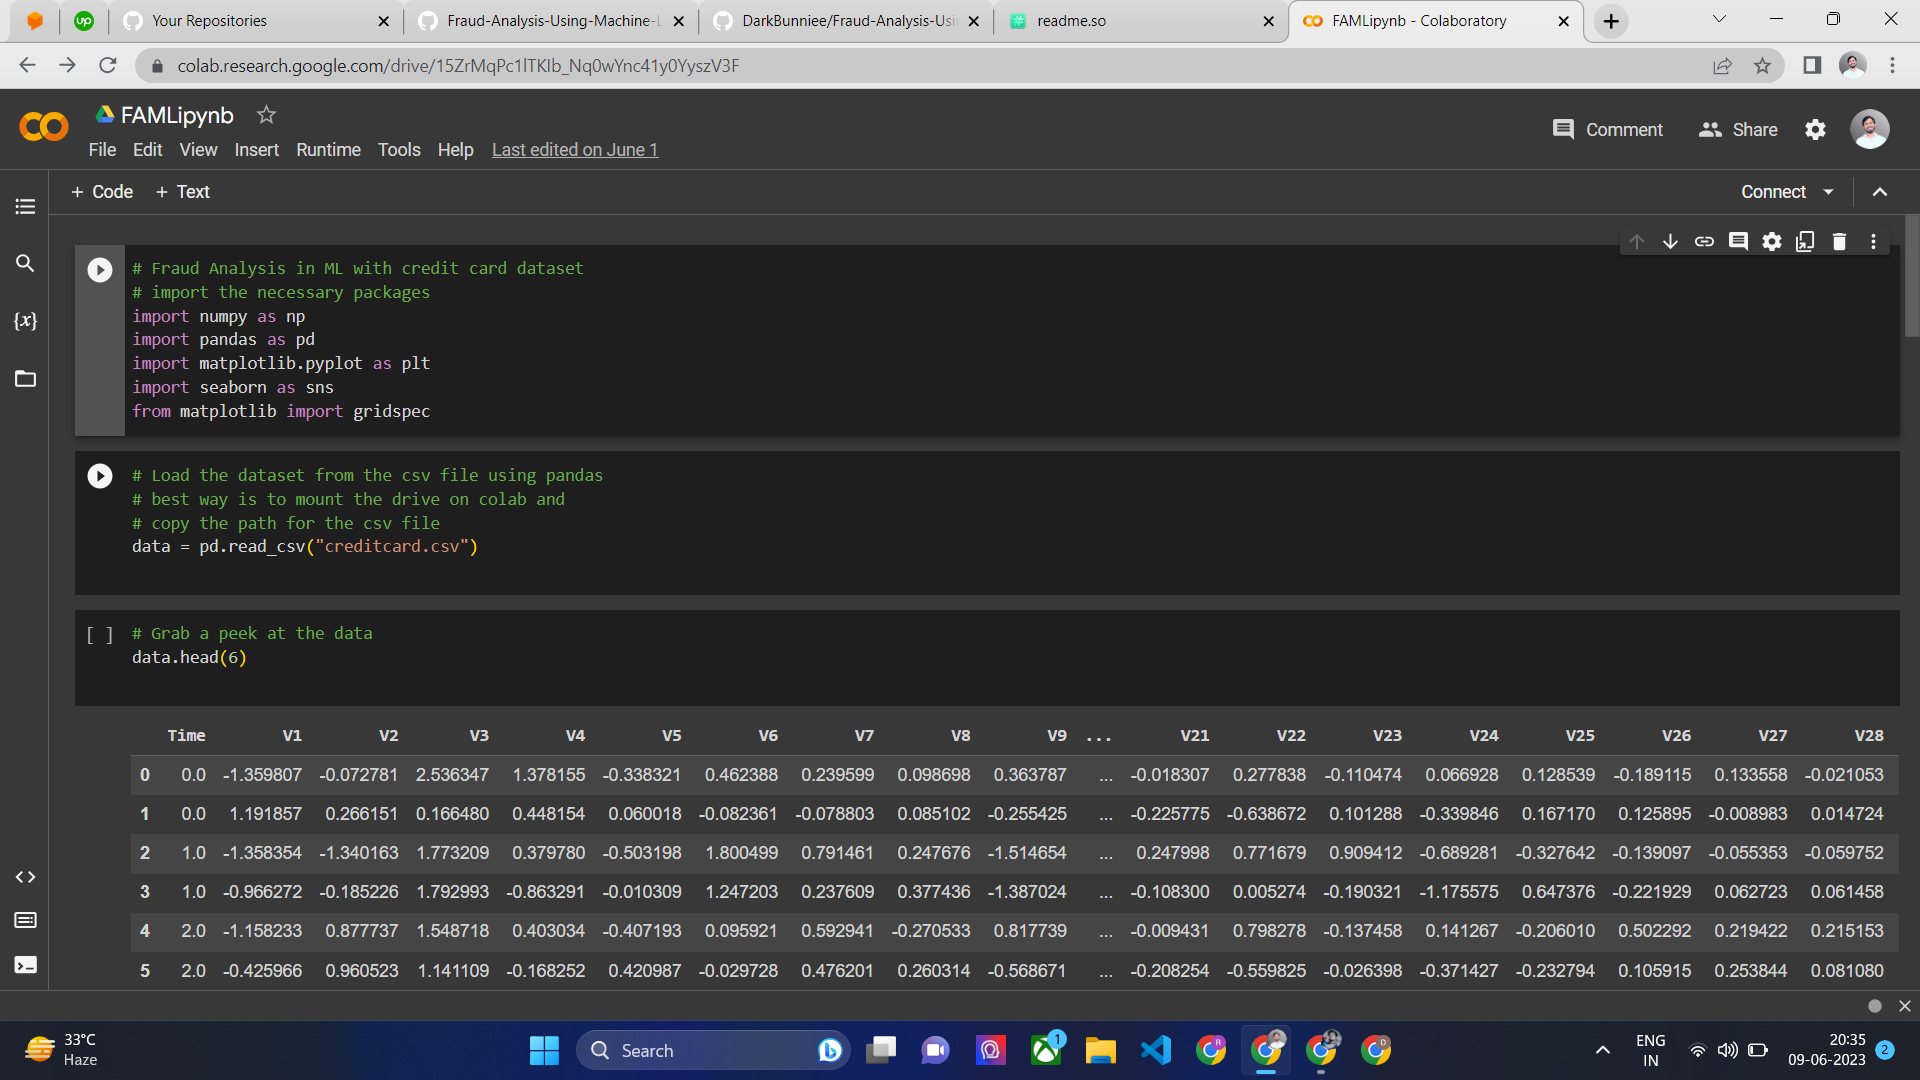 Your Repositories
Fraud-Analysis-Using-Machine-L
DarkBunniee/Fraud-Analysis-Usi
readme.so
FAMLipynb - Colaboratory
colab.research.google.com/drive/15ZrMqPc1lTKIb_Nq0wYnc41y0YyszV3F
FAMLipynb
Comment
Share
File Edit View Insert Runtime Tools Help Last edited on June 1
+ Code + Text
Connect
# Fraud Analysis in ML with credit card dataset
# import the necessary packages
import numpy as np
import pandas as pd
import matplotlib.pyplot as plt
import seaborn as sns
from matplotlib import gridspec
# Load the dataset from the csv file using pandas
# best way is to mount the drive on colab and
# copy the path for the csv file
data = pd.read_csv("creditcard.csv")
[ ] # Grab a peek at the data
data.head(6)
Time V1 V2 V3 V4 V5 V6 V7 V8 V9 ... V21 V22 V23 V24 V25 V26 V27 V28
0 0.0 -1.359807 -0.072781 2.536347 1.378155 -0.338321 0.462388 0.239599 0.098698 0.363787 ... -0.018307 0.277838 -0.110474 0.066928 0.128539 -0.189115 0.133558 -0.021053
1 0.0 1.191857 0.266151 0.166480 0.448154 0.060018 -0.082361 -0.078803 0.085102 -0.255425 ... -0.225775 -0.638672 0.101288 -0.339846 0.167170 0.125895 -0.008983 0.014724
2 1.0 -1.358354 -1.340163 1.773209 0.379780 -0.503198 1.800499 0.791461 0.247676 -1.514654 ... 0.247998 0.771679 0.909412 -0.689281 -0.327642 -0.139097 -0.055353 -0.059752
3 1.0 -0.966272 -0.185226 1.792993 -0.863291 -0.010309 1.247203 0.237609 0.377436 -1.387024 ... -0.108300 0.005274 -0.190321 -1.175575 0.647376 -0.221929 0.062723 0.061458
4 2.0 -1.158233 0.877737 1.548718 0.403034 -0.407193 0.095921 0.592941 -0.270533 0.817739 ... -0.009431 0.798278 -0.137458 0.141267 -0.206010 0.502292 0.219422 0.215153
5 2.0 -0.425966 0.960523 1.141109 -0.168252 0.420987 -0.029728 0.476201 0.260314 -0.568671 ... -0.208254 -0.559825 -0.026398 -0.371427 -0.232794 0.105915 0.253844 0.081080
33°C
Haze
Search
1
ENG
IN
20:35
09-06-2023
2